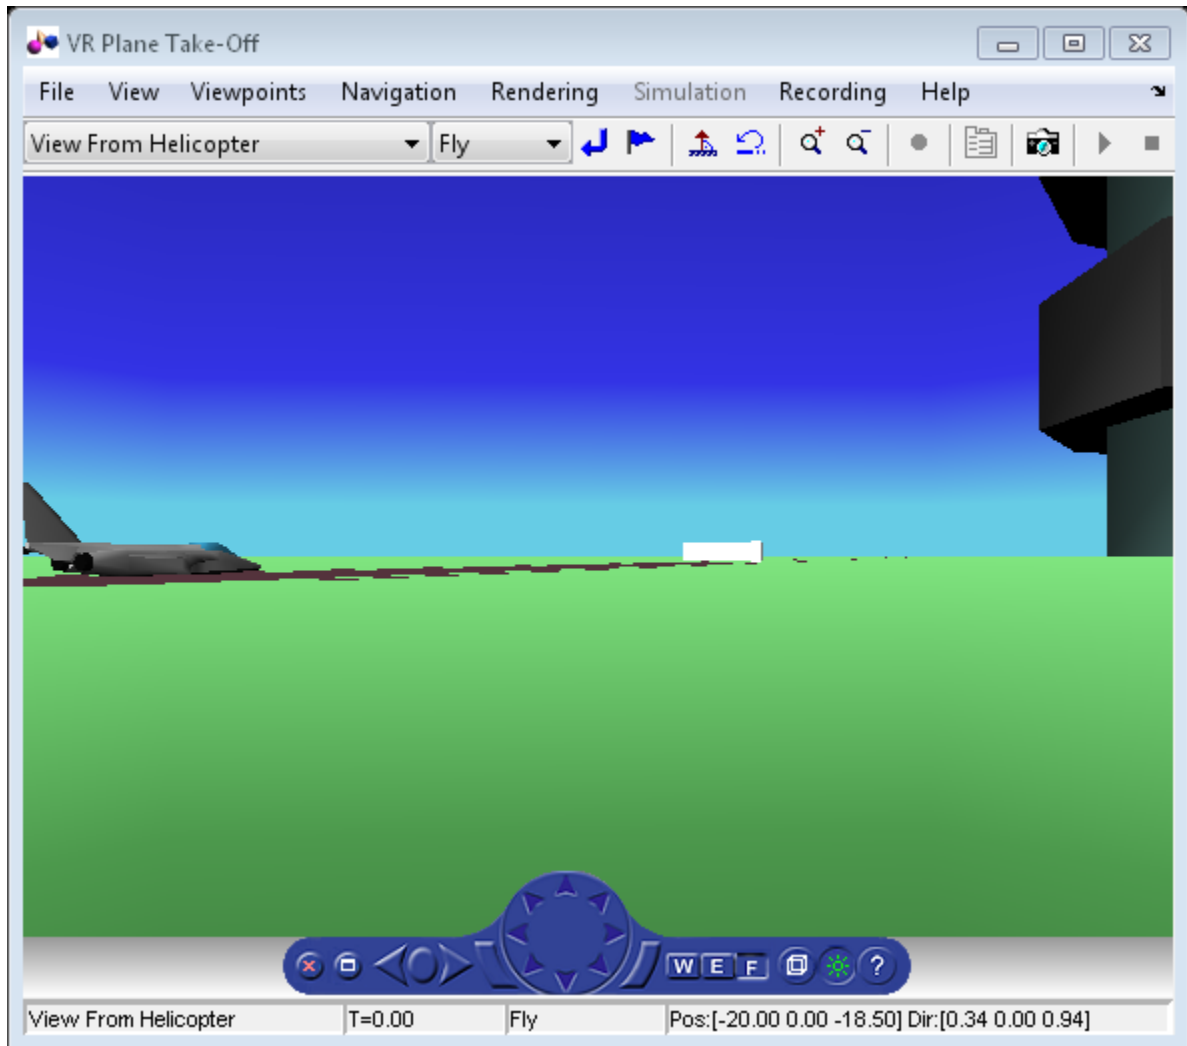 VR Plane Take-Off
File View Viewpoints Navigation Rendering Simulation Recording Help
View From Helicopter Fly
W E F ?
View From Helicopter T=0.00 Fly Pos:[-20.00 0.00 -18.50] Dir:[0.34 0.00 0.94]